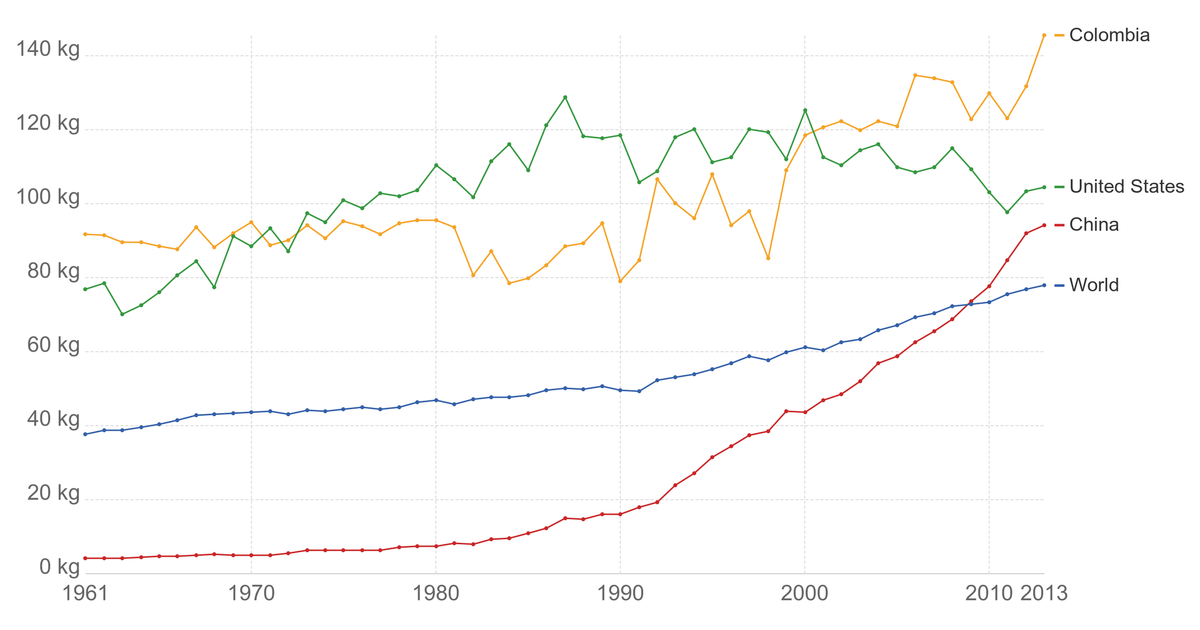 140 kg
120 kg
100 kg
80 kg
60 kg
40 kg
20 kg
0 kg
1961 1970 1980 1990 2000 2010 2013
Colombia
United States
China
World